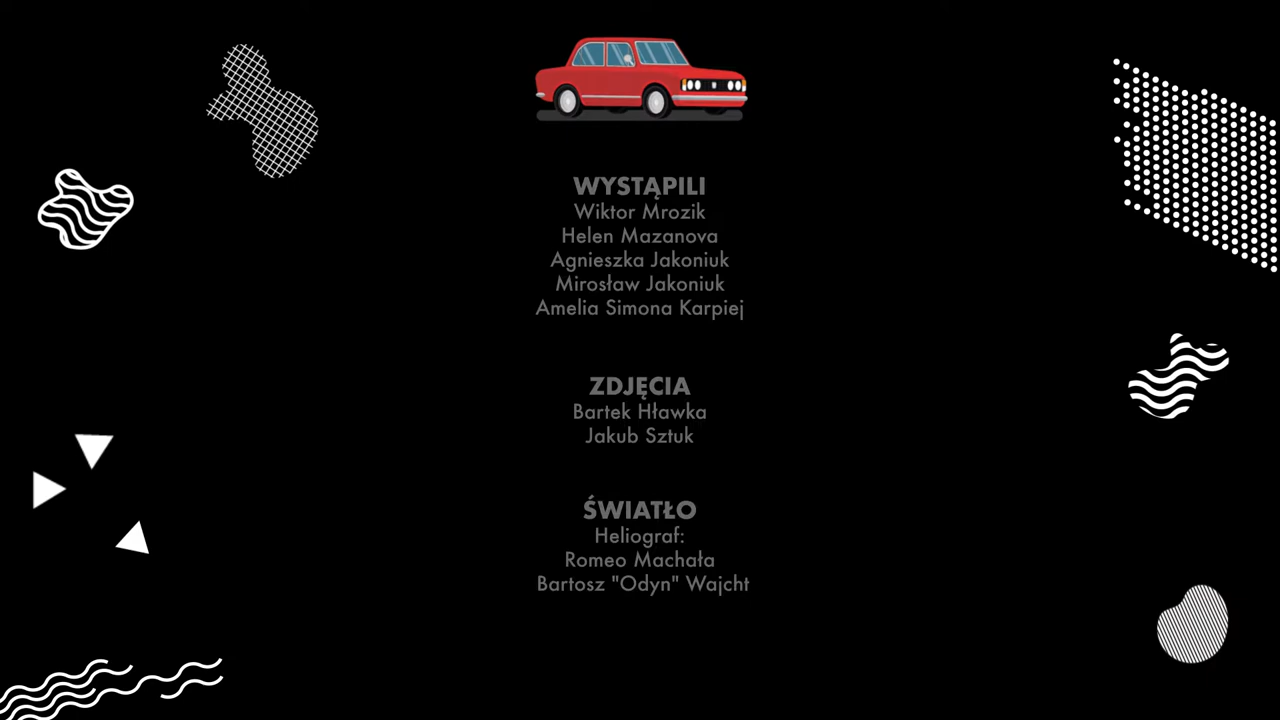 WYSTĄPILI
Wiktor Mrozik
Helen Mazanova
Agnieszka Jakoniuk
Mirosław Jakoniuk
Amelia Simona Karpiej
ZDJĘCIA
Bartek Hławka
Jakub Sztuk
ŚWIATŁO
Heliograf:
Romeo Machała
Bartosz "Odyn" Wajcht